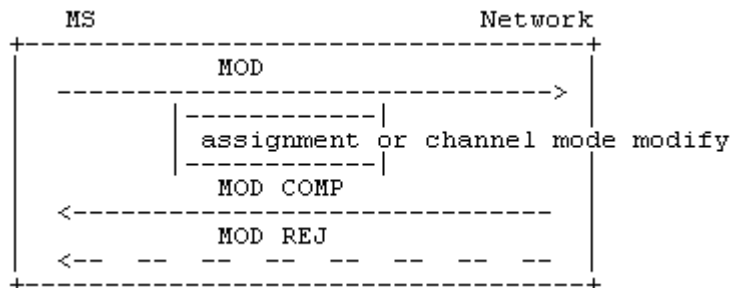 MS Network
MOD
assignment or channel mode modify
MOD COMP
MOD REJ